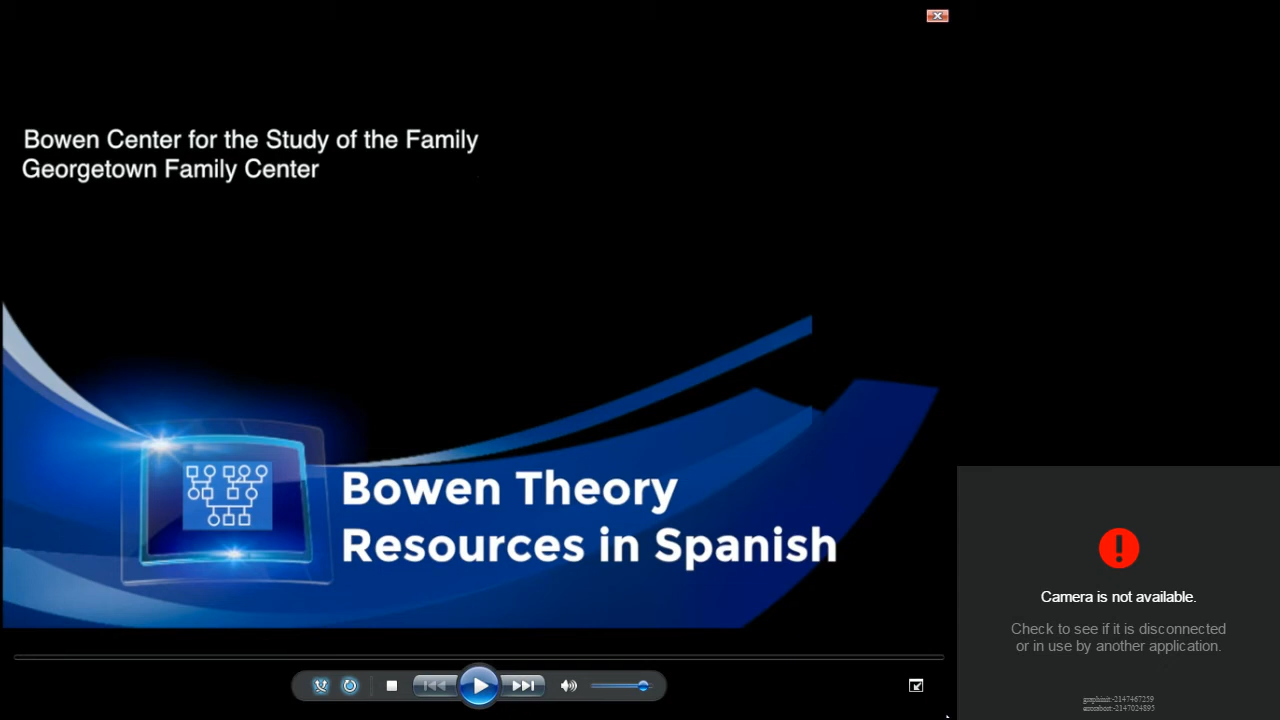 Bowen Center for the Study of the Family
Georgetown Family Center
Bowen Theory
Resources in Spanish
Camera is not available.
Check to see if it is disconnected
or in use by another application.